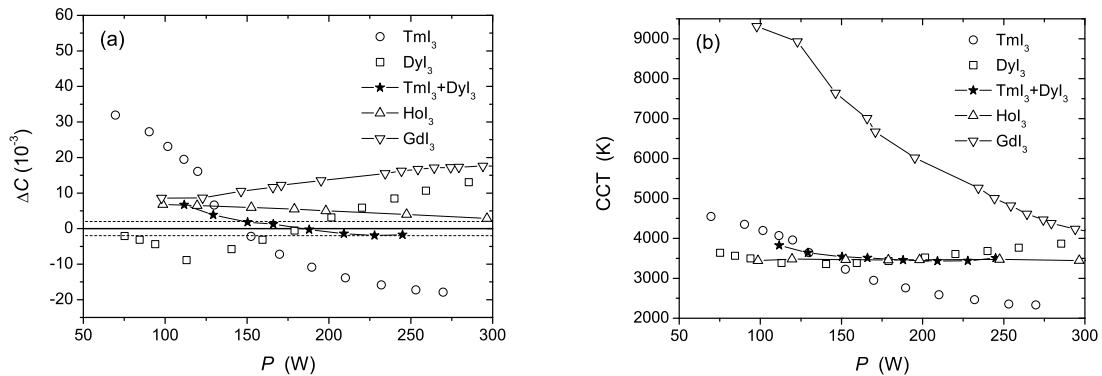 60
50
40
30
20
10
0
-10
-20
ΔC (10⁻³)
(a)
TmI₃
DyI₃
TmI₃+DyI₃
HoI₃
GdI₃
50 100 150 200 250 300
P (W)
9000
8000
7000
6000
5000
4000
3000
2000
CCT (K)
(b)
TmI₃
DyI₃
TmI₃+DyI₃
HoI₃
GdI₃
50 100 150 200 250 300
P (W)